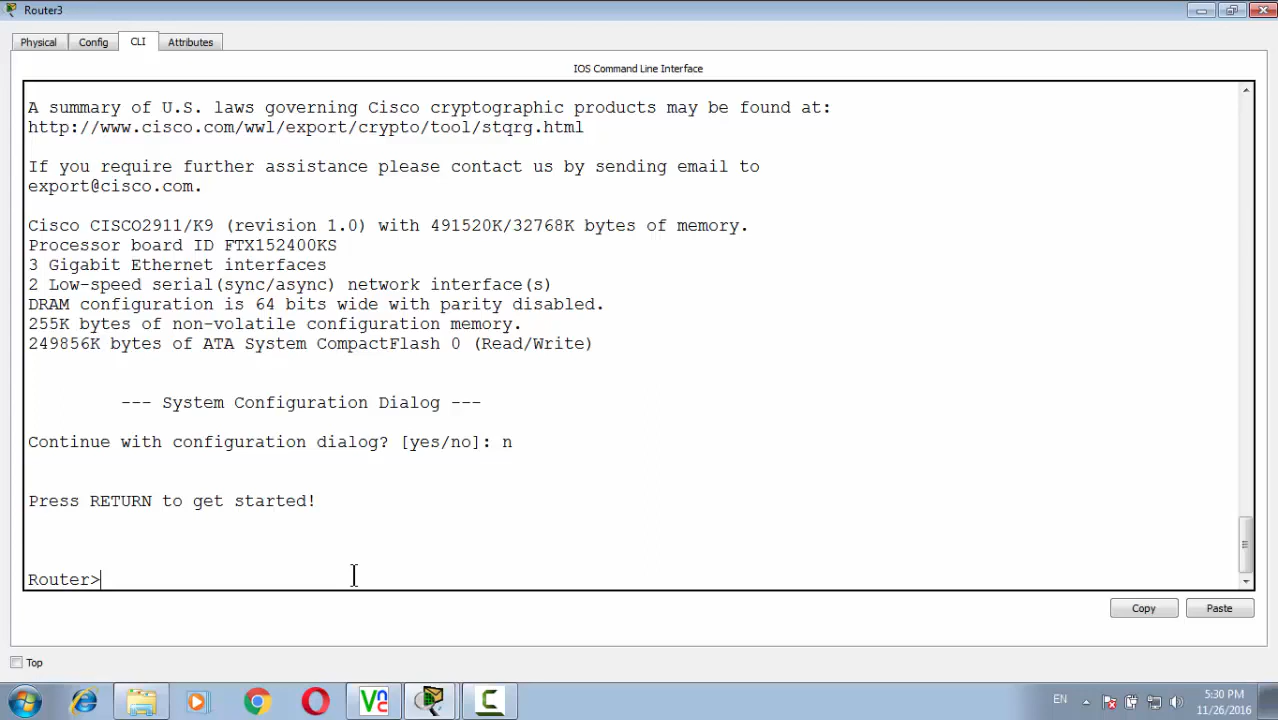 Router3
Physical Config CLI Attributes
IOS Command Line Interface
A summary of U.S. laws governing Cisco cryptographic products may be found at:
http://www.cisco.com/wwl/export/crypto/tool/stqrg.html
If you require further assistance please contact us by sending email to
export@cisco.com.
Cisco CISCO2911/K9 (revision 1.0) with 491520K/32768K bytes of memory.
Processor board ID FTX152400KS
3 Gigabit Ethernet interfaces
2 Low-speed serial(sync/async) network interface(s)
DRAM configuration is 64 bits wide with parity disabled.
255K bytes of non-volatile configuration memory.
249856K bytes of ATA System CompactFlash 0 (Read/Write)
--- System Configuration Dialog ---
Continue with configuration dialog? [yes/no]: n
Press RETURN to get started!
Router>
Copy Paste
Top
EN
5:30 PM
11/26/2016